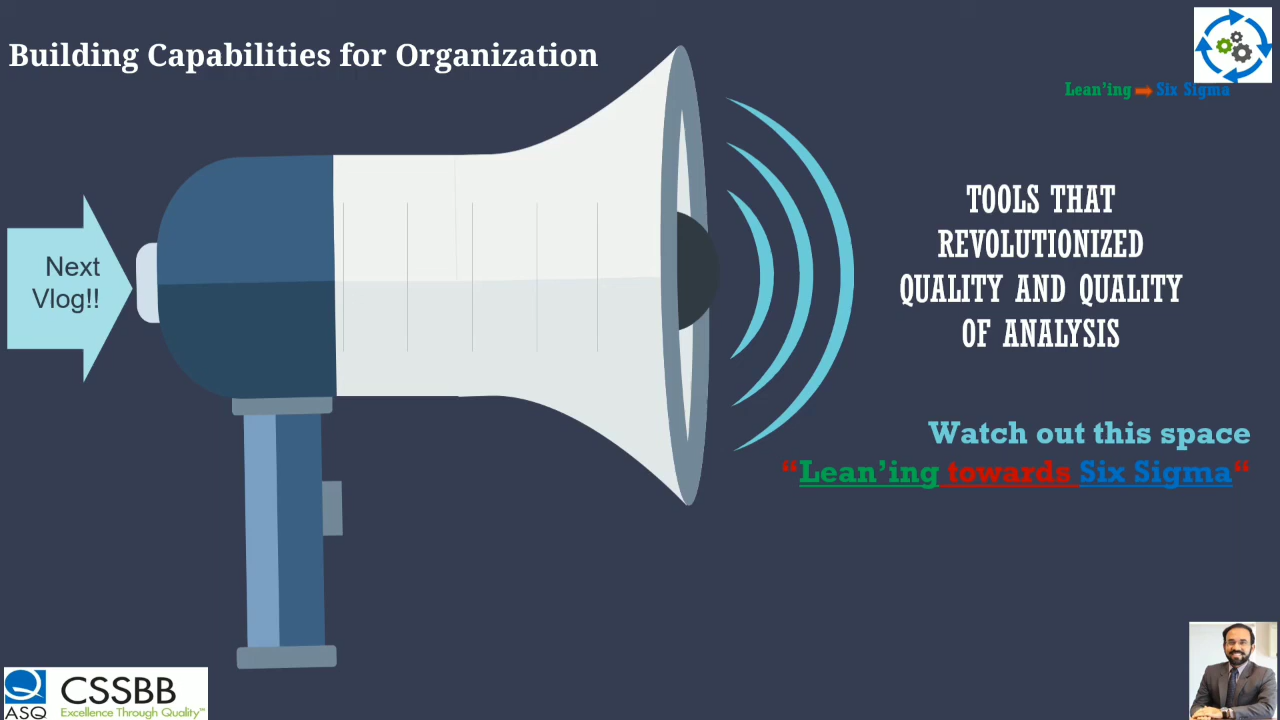 Building Capabilities for Organization
Lean’ing Six Sigma
Next
Vlog!!
TOOLS THAT
REVOLUTIONIZED
QUALITY AND QUALITY
OF ANALYSIS
Watch out this space
“Lean’ing towards Six Sigma“
ASQ
CSSBB
Excellence Through Quality™